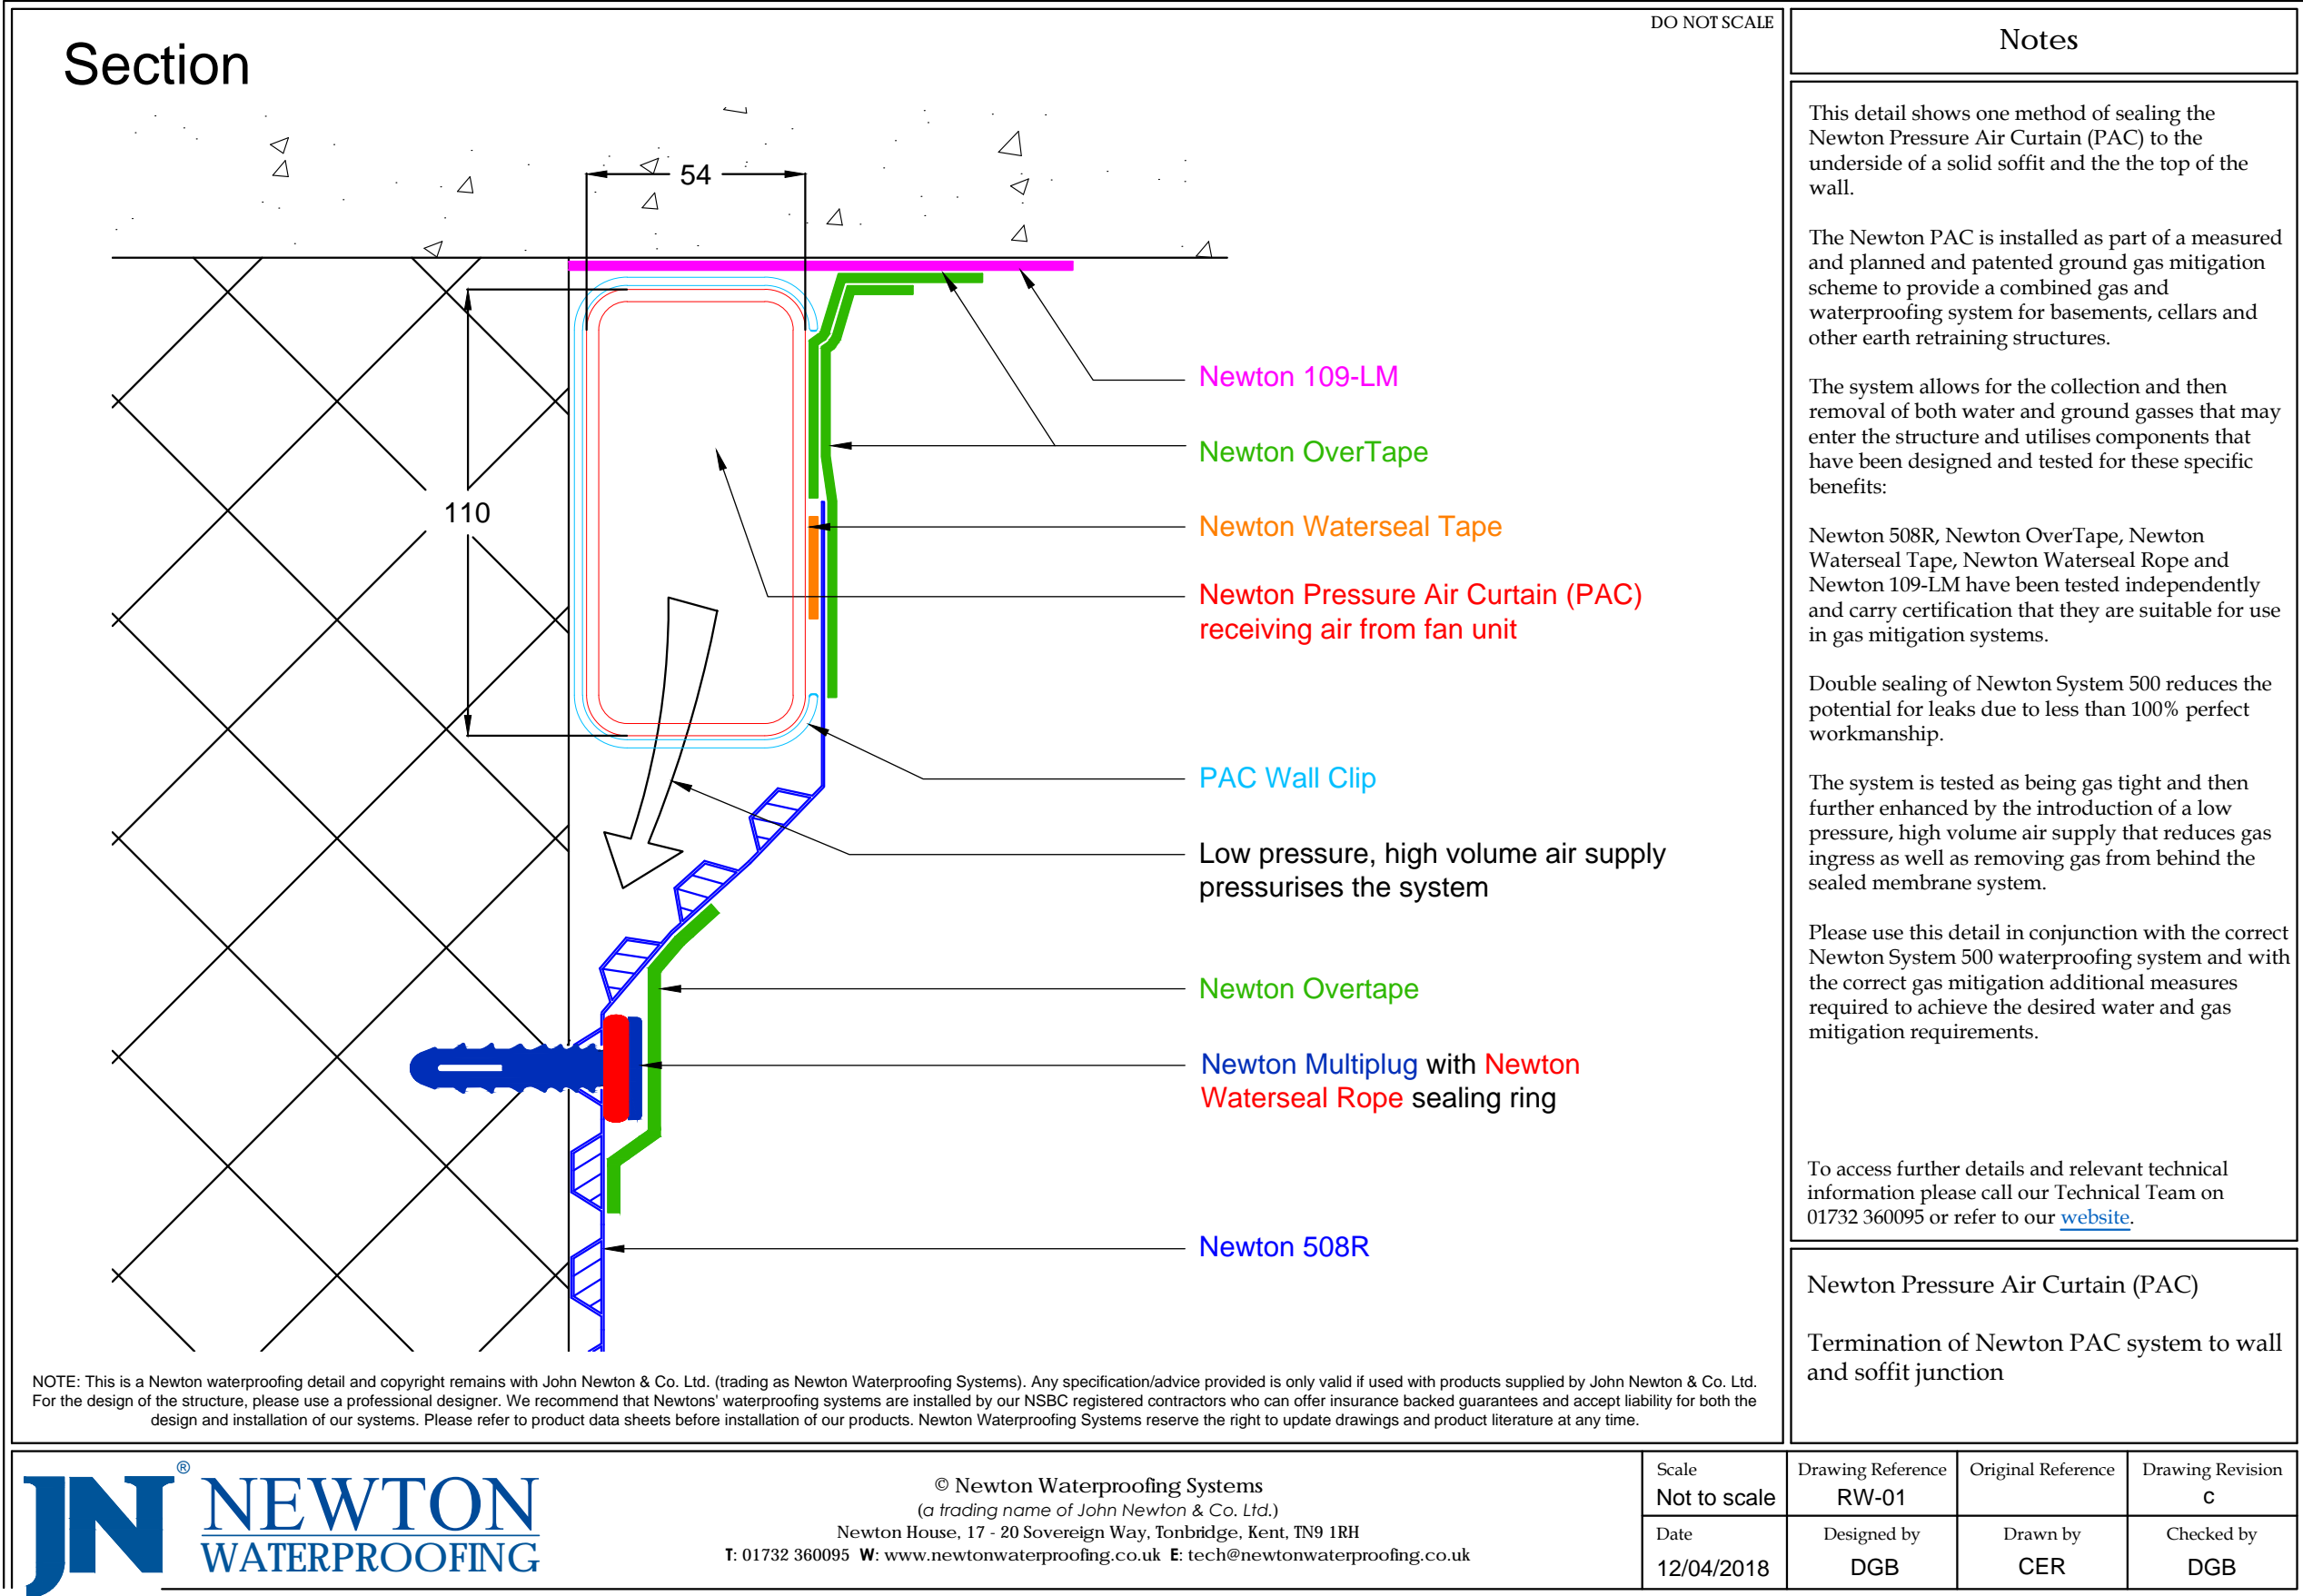 DO NOT SCALE
Section
54
110
Newton 109-LM
Newton OverTape
Newton Waterseal Tape
Newton Pressure Air Curtain (PAC)
receiving air from fan unit
PAC Wall Clip
Low pressure, high volume air supply
pressurises the system
Newton Overtape
Newton Multiplug with Newton
Waterseal Rope sealing ring
Newton 508R
NOTE: This is a Newton waterproofing detail and copyright remains with John Newton & Co. Ltd. (trading as Newton Waterproofing Systems). Any specification/advice provided is only valid if used with products supplied by John Newton & Co. Ltd.
For the design of the structure, please use a professional designer. We recommend that Newtons' waterproofing systems are installed by our NSBC registered contractors who can offer insurance backed guarantees and accept liability for both the
design and installation of our systems. Please refer to product data sheets before installation of our products. Newton Waterproofing Systems reserve the right to update drawings and product literature at any time.
Notes
This detail shows one method of sealing the
Newton Pressure Air Curtain (PAC) to the
underside of a solid soffit and the the top of the
wall.
The Newton PAC is installed as part of a measured
and planned and patented ground gas mitigation
scheme to provide a combined gas and
waterproofing system for basements, cellars and
other earth retraining structures.
The system allows for the collection and then
removal of both water and ground gasses that may
enter the structure and utilises components that
have been designed and tested for these specific
benefits:
Newton 508R, Newton OverTape, Newton
Waterseal Tape, Newton Waterseal Rope and
Newton 109-LM have been tested independently
and carry certification that they are suitable for use
in gas mitigation systems.
Double sealing of Newton System 500 reduces the
potential for leaks due to less than 100% perfect
workmanship.
The system is tested as being gas tight and then
further enhanced by the introduction of a low
pressure, high volume air supply that reduces gas
ingress as well as removing gas from behind the
sealed membrane system.
Please use this detail in conjunction with the correct
Newton System 500 waterproofing system and with
the correct gas mitigation additional measures
required to achieve the desired water and gas
mitigation requirements.
To access further details and relevant technical
information please call our Technical Team on
01732 360095 or refer to our website.
Newton Pressure Air Curtain (PAC)
Termination of Newton PAC system to wall
and soffit junction
JN ® NEWTON
WATERPROOFING
© Newton Waterproofing Systems
(a trading name of John Newton & Co. Ltd.)
Newton House, 17 - 20 Sovereign Way, Tonbridge, Kent, TN9 1RH
T: 01732 360095 W: www.newtonwaterproofing.co.uk E: tech@newtonwaterproofing.co.uk
Scale
Not to scale
Drawing Reference
RW-01
Original Reference
Drawing Revision
c
Date
12/04/2018
Designed by
DGB
Drawn by
CER
Checked by
DGB